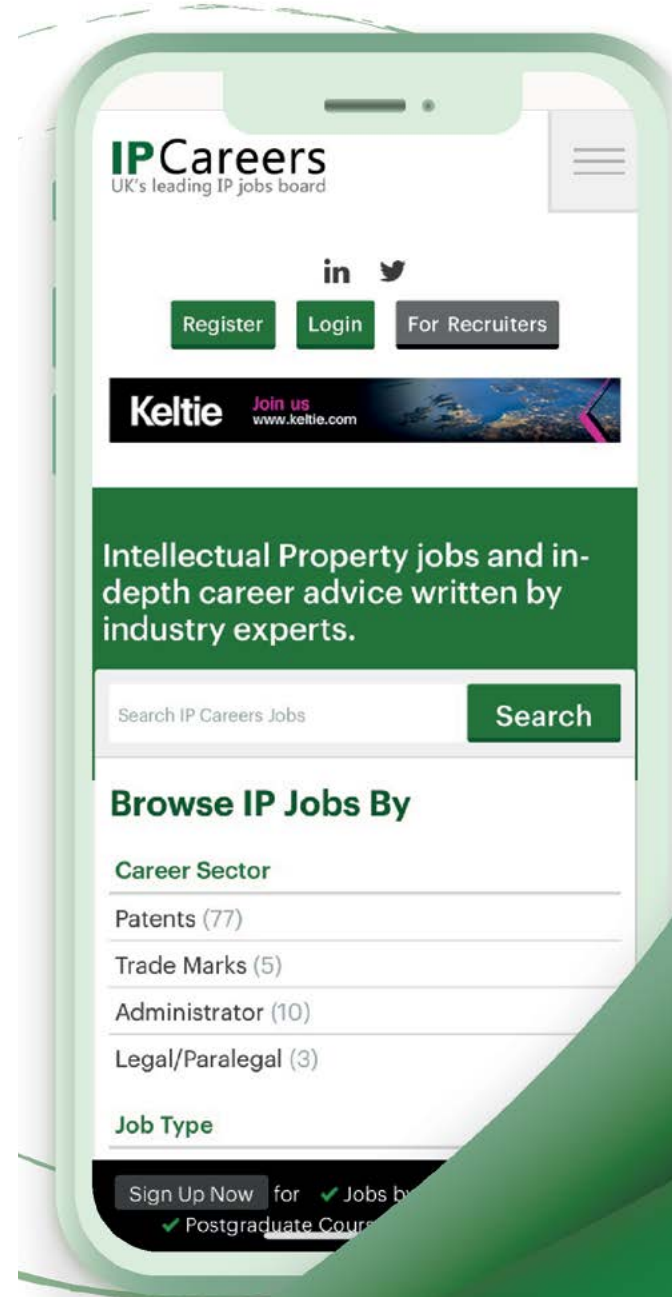 IPCareers
UK's leading IP jobs board
in
Register Login For Recruiters
Keltie Join us
www.keltie.com
Intellectual Property jobs and in-
depth career advice written by
industry experts.
Search IP Careers Jobs Search
Browse IP Jobs By
Career Sector
Patents (77)
Trade Marks (5)
Administrator (10)
Legal/Paralegal (3)
Job Type
Sign Up Now for ✔ Jobs by
✔ Postgraduate